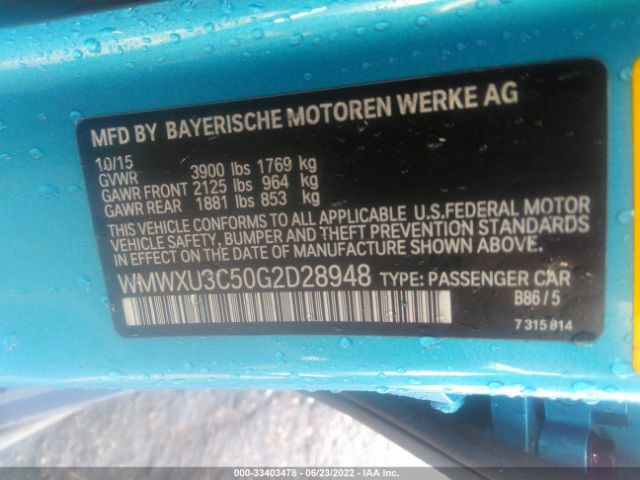 MFD BY BAYERISCHE MOTOREN WERKE AG
10/15
GVWR 3900 lbs 1769 kg
GAWR FRONT 2125 lbs 964 kg
GAWR REAR 1881 lbs 853 kg
THIS VEHICLE CONFORMS TO ALL APPLICABLE U.S.FEDERAL MOTOR
VEHICLE SAFETY, BUMPER, AND THEFT PREVENTION STANDARDS
IN EFFECT ON THE DATE OF MANUFACTURE SHOWN ABOVE.
WMWXU3C50G2D28948 TYPE: PASSENGER CAR
B86/5
7 315 814
000-33403478 - 06/23/2022 - IAA Inc.